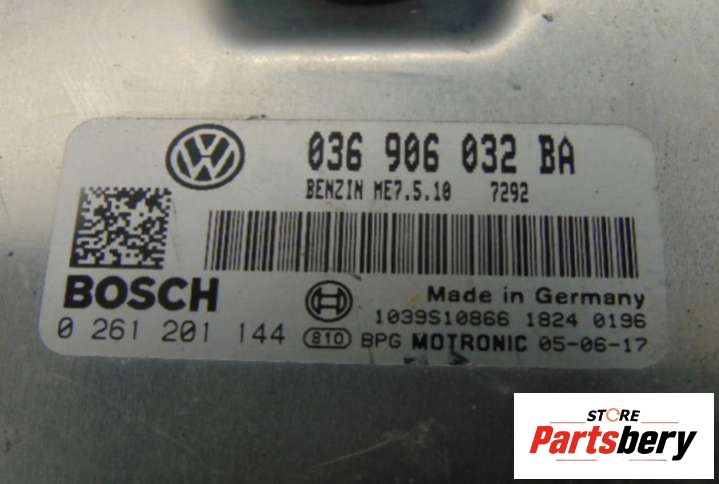 036 906 032 BA
BENZIN ME7.5.10 7292
BOSCH
Made in Germany
0 261 201 144
1039S10866 1824 0196
810 BPG MOTRONIC 05-06-17
STORE
Partsbery